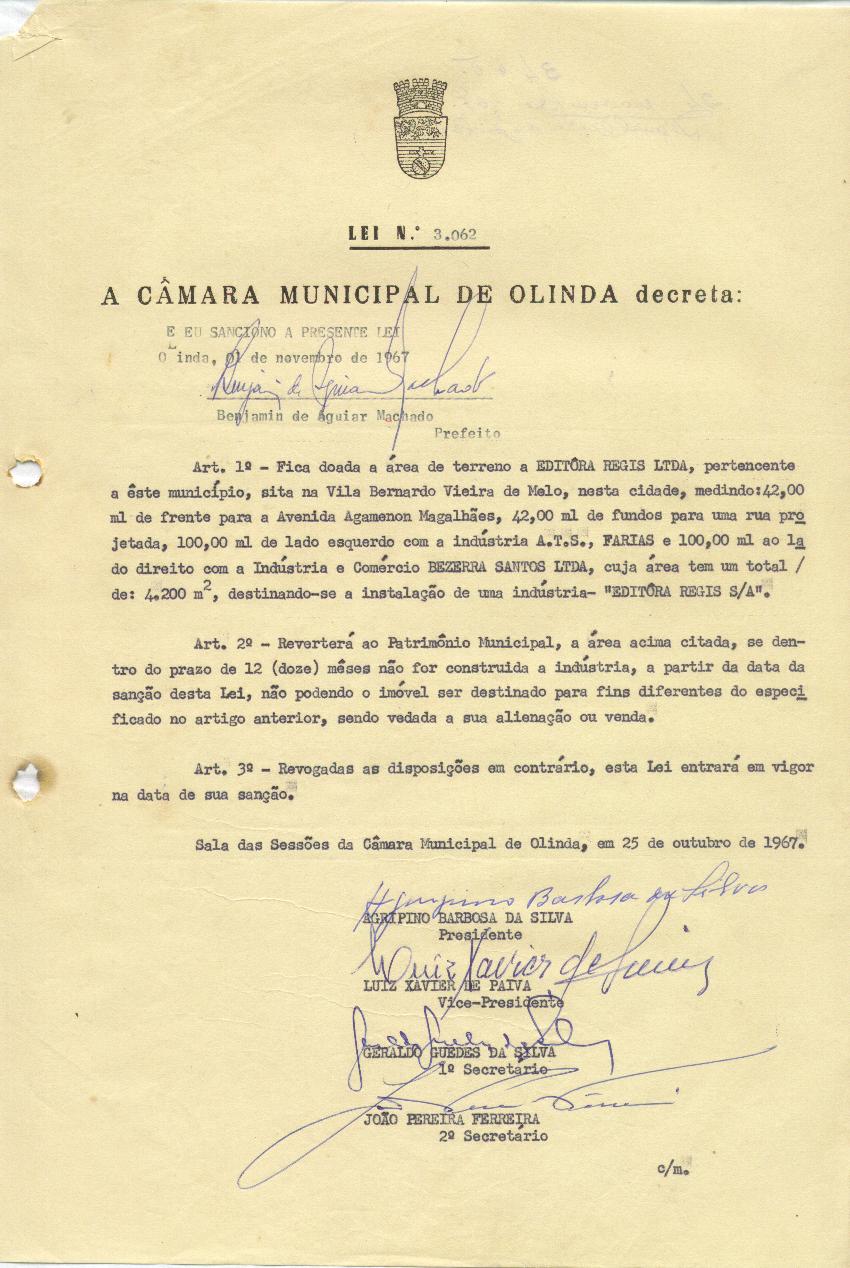 LEI N.º 3.062
A CÂMARA MUNICIPAL DE OLINDA decreta:
E EU SANCIONO A PRESENTE LEI
Olinda, 01 de novembro de 1967
Benjamin de Aguiar Machado
Benjamin de Aguiar Machado
Prefeito
Art. 1º - Fica doada a área de terreno a EDITÔRA REGIS LTDA, pertencente
a êste município, sita na Vila Bernardo Vieira de Melo, nesta cidade, medindo:42,00
ml de frente para a Avenida Agamenon Magalhães, 42,00 ml de fundos para uma rua pro
jetada, 100,00 ml de lado esquerdo com a indústria A.T.S., FARIAS e 100,00 ml ao la
do direito com a Indústria e Comércio BEZERRA SANTOS LTDA, cuja área tem um total /
de: 4.200 m², destinando-se a instalação de uma indústria- "EDITÔRA REGIS S/A".
Art. 2º - Reverterá ao Patrimônio Municipal, a área acima citada, se den-
tro do prazo de 12 (doze) mêses não for construida a indústria, a partir da data da
sanção desta Lei, não podendo o imóvel ser destinado para fins diferentes do especi
ficado no artigo anterior, sendo vedada a sua alienação ou venda.
Art. 3º - Revogadas as disposições em contrário, esta Lei entrará em vigor
na data de sua sanção.
Sala das Sessões da Câmara Municipal de Olinda, em 25 de outubro de 1967.
Agripino Barbosa da Silva
AGRIPINO BARBOSA DA SILVA
Presidente
Luiz Xavier de Paiva
LUIZ XAVIER DE PAIVA
Vice-Presidente
GERALDO GUEDES DA SILVA
1º Secretario
JOÃO PEREIRA FERREIRA
2º Secretário
c/m.